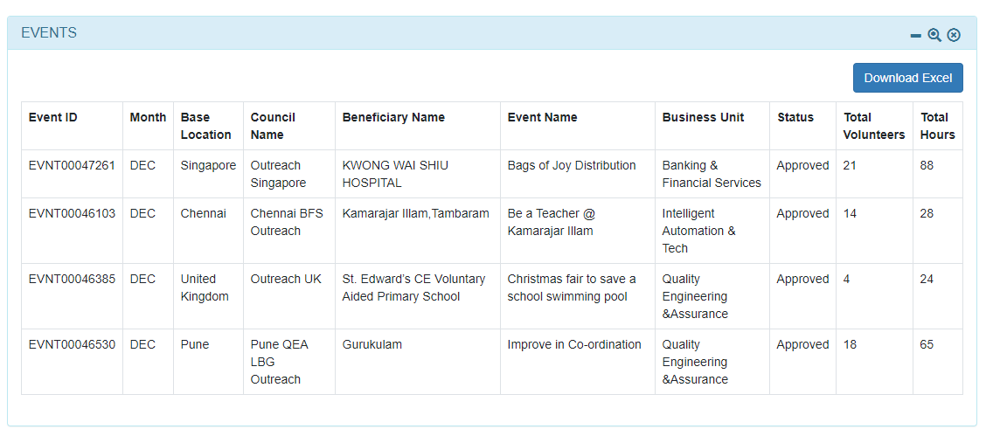 EVENTS
Download Excel
Event ID Month Base Location Council Name Beneficiary Name Event Name Business Unit Status Total Volunteers Total Hours
EVNT00047261 DEC Singapore Outreach Singapore KWONG WAI SHIU HOSPITAL Bags of Joy Distribution Banking & Financial Services Approved 21 88
EVNT00046103 DEC Chennai Chennai BFS Outreach Kamarajar Illam,Tambaram Be a Teacher @ Kamarajar Illam Intelligent Automation & Tech Approved 14 28
EVNT00046385 DEC United Kingdom Outreach UK St. Edward's CE Voluntary Aided Primary School Christmas fair to save a school swimming pool Quality Engineering &Assurance Approved 4 24
EVNT00046530 DEC Pune Pune QEA LBG Outreach Gurukulam Improve in Co-ordination Quality Engineering &Assurance Approved 18 65